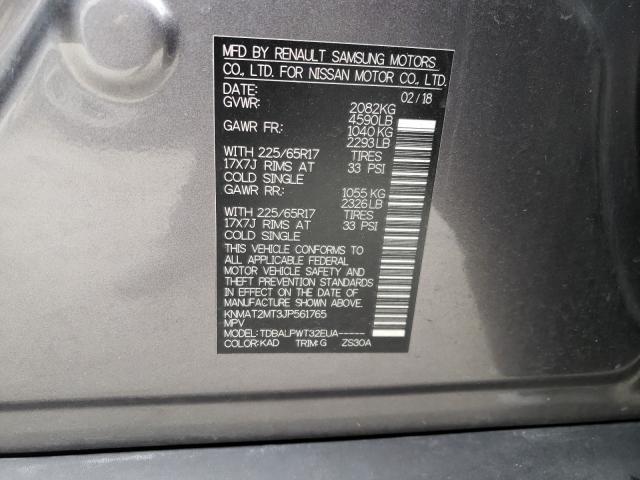 MFD BY RENAULT SAMSUNG MOTORS
CO., LTD. FOR NISSAN MOTOR CO., LTD.
DATE: 02/18
GVWR: 2082KG
4590LB
GAWR FR: 1040 KG
2293LB
WITH 225/65R17 TIRES
17X7J RIMS AT 33 PSI
COLD SINGLE
GAWR RR: 1055 KG
2326LB
WITH 225/65R17 TIRES
17X7J RIMS AT 33 PSI
COLD SINGLE
THIS VEHICLE CONFORMS TO
ALL APPLICABLE FEDERAL
MOTOR VEHICLE SAFETY AND
THEFT PREVENTION STANDARDS
IN EFFECT ON THE DATE OF
MANUFACTURE SHOWN ABOVE.
KNMAT2MT3JP561765
MPV
MODEL: TDBALPWT32EUA-----
COLOR: KAD TRIM: G ZS30A